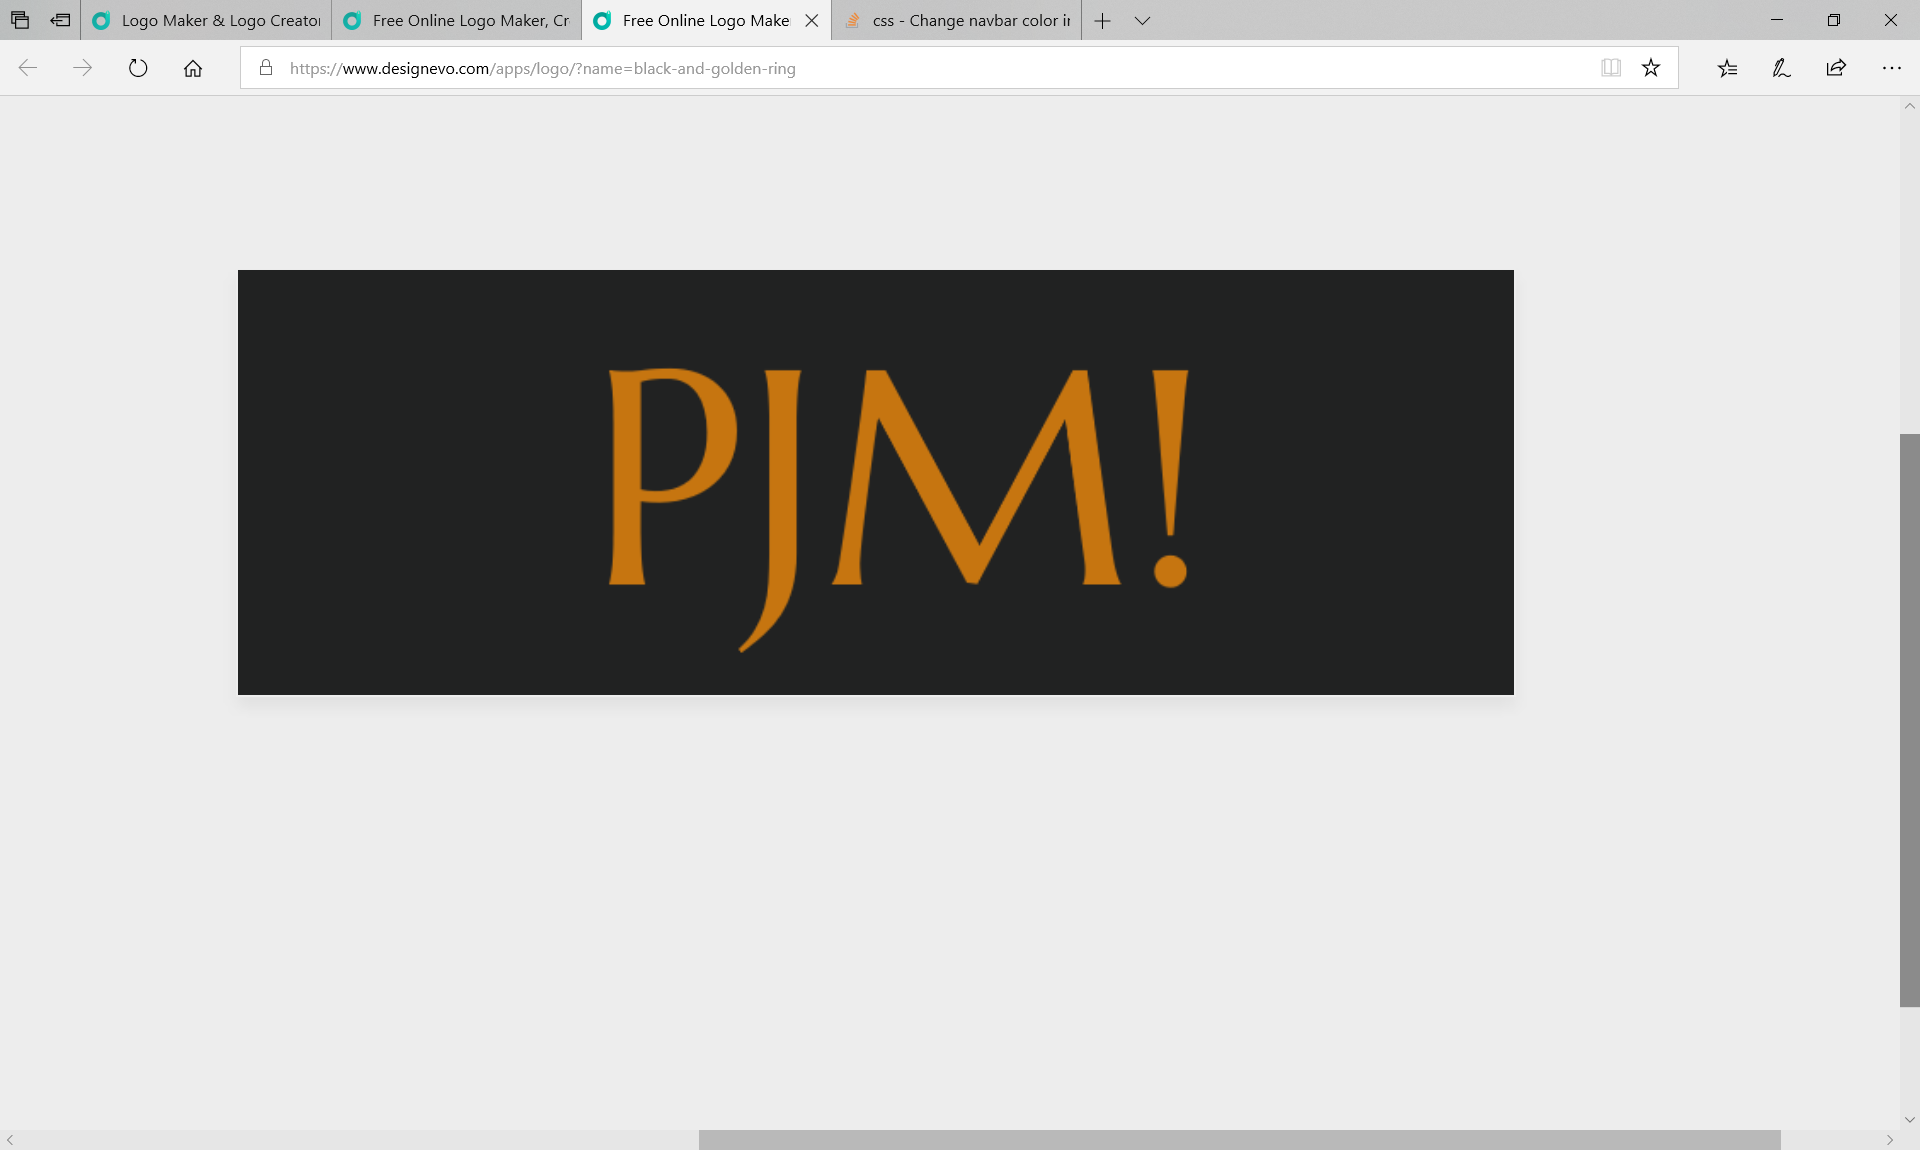 Logo Maker & Logo Creator
Free Online Logo Maker, Cr
Free Online Logo Make
css - Change navbar color in
https://www.designevo.com/apps/logo/?name=black-and-golden-ring
PJM!